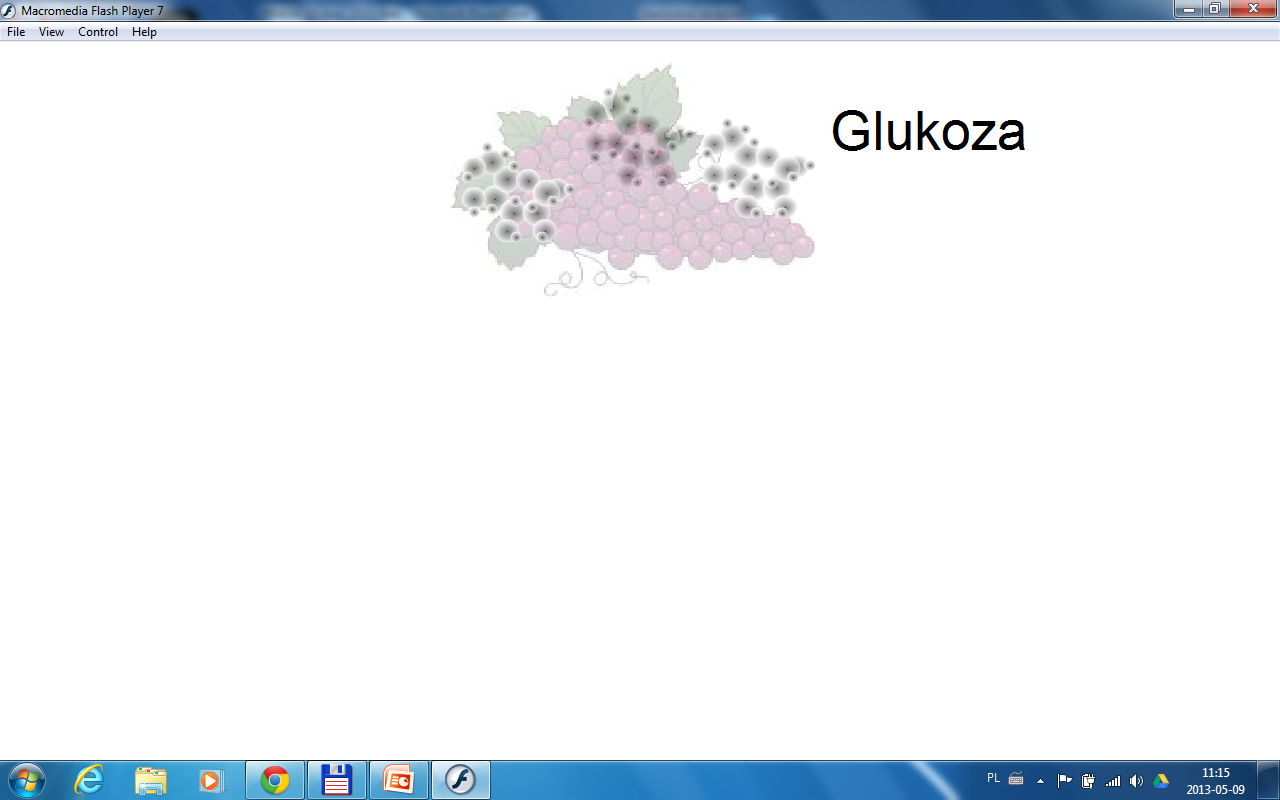 Macromedia Flash Player 7
File View Control Help
Glukoza
PL
11:15
2013-05-09